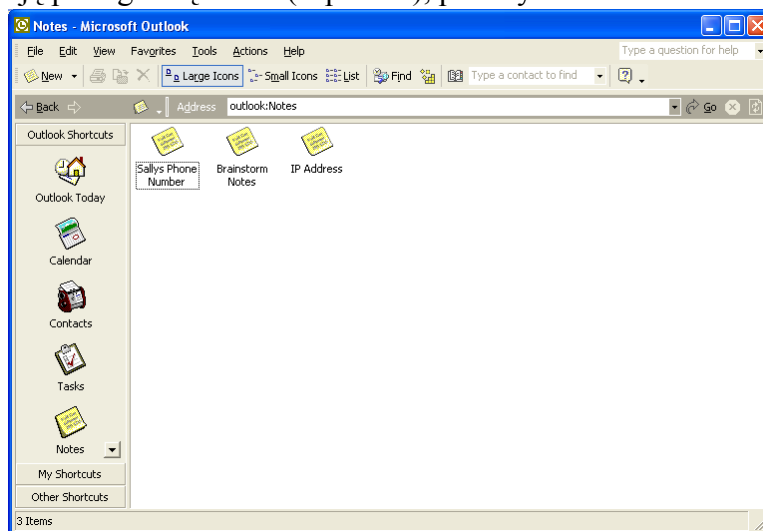 Notes - Microsoft Outlook
File Edit View Favorites Tools Actions Help Type a question for help
New Large Icons Small Icons List Find Type a contact to find
Back Address outlook:Notes Go
Outlook Shortcuts
Outlook Today
Calendar
Contacts
Tasks
Notes
My Shortcuts
Other Shortcuts
Sallys Phone
Number
Brainstorm
Notes
IP Address
3 Items